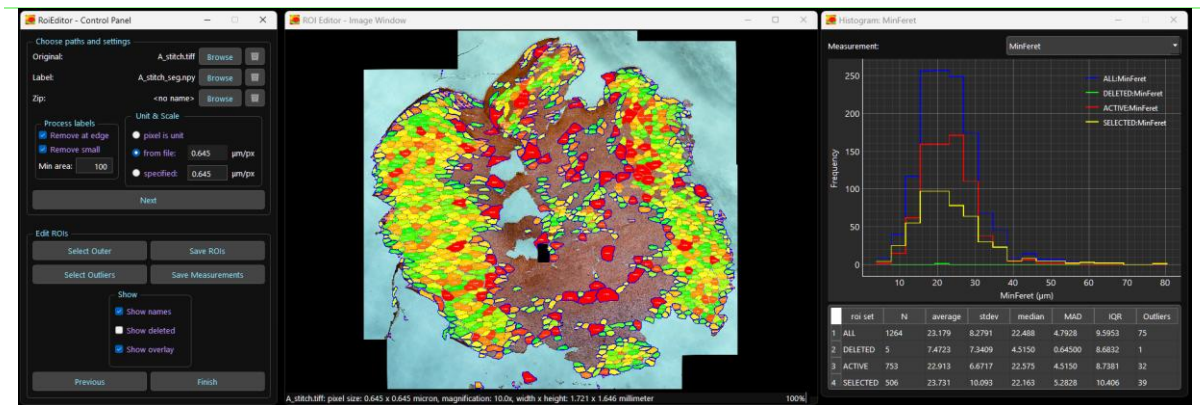 RoiEditor - Control Panel
Choose paths and settings
Original: A_stitch.tiff Browse
Label: A_stitch_seg.npy Browse
Zip: <no name> Browse
Process labels
Remove at edge
Remove small
Min area: 100
Unit & Scale
pixel is unit
from file: 0.645 µm/px
specified: 0.645 µm/px
Next
Edit ROIs
Select Outer Save ROIs
Select Outliers Save Measurements
Show
Show names
Show deleted
Show overlay
Previous Finish
ROI Editor - Image Window
A_stitch.tiff: pixel size: 0.645 x 0.645 micron, magnification: 10.0x, width x height: 1.721 x 1.646 millimeter 100%
Histogram: MinFeret
Measurement: MinFeret
ALL:MinFeret
DELETED:MinFeret
ACTIVE:MinFeret
SELECTED:MinFeret
Frequency
250
200
150
100
50
0
10 20 30 40 50 60 70 80
MinFeret (µm)
roi set N average stdev median MAD IQR Outliers
1 ALL 1264 23.179 8.2791 22.488 4.7928 9.5953 75
2 DELETED 5 7.4723 7.3409 4.5150 0.64500 8.6832 1
3 ACTIVE 753 22.913 6.6717 22.575 4.5150 8.7381 32
4 SELECTED 506 23.731 10.093 22.163 5.2828 10.406 39